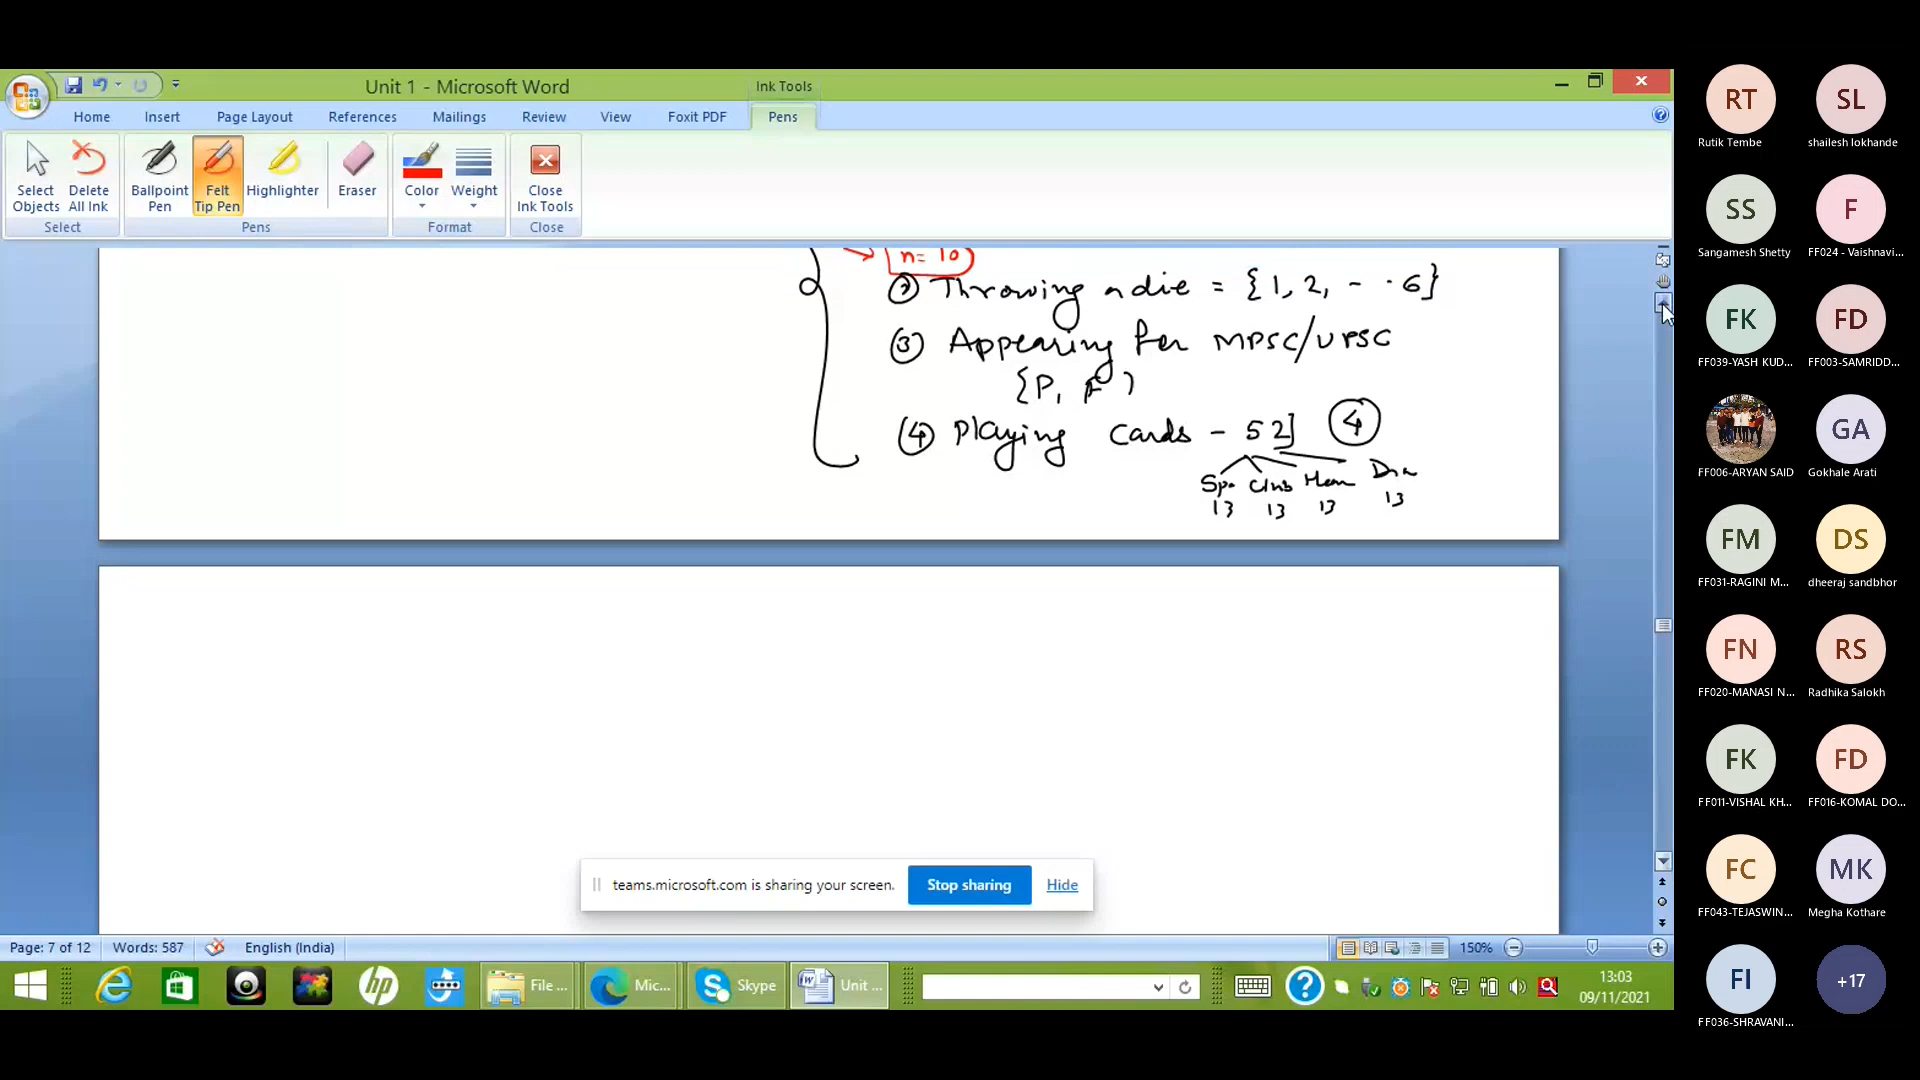 Unit 1 - Microsoft Word
Ink Tools
Home Insert Page Layout References Mailings Review View Foxit PDF Pens
Select Objects
Delete All Ink
Ballpoint Pen
Felt Tip Pen
Highlighter
Eraser
Color
Weight
Close Ink Tools
Select Pens Format Close
n= 10
② Throwing a die = {1, 2, - · · 6}
③ Appearing for MPSC/UPSC
{P, F }
④ Playing Cards - 52] ④
13 13 13 13
teams.microsoft.com is sharing your screen. Stop sharing Hide
Page: 7 of 12 Words: 587 English (India) 150%
File ... Mic... Skype Unit ...
13:03
09/11/2021
RT SL
Rutik Tembe shailesh lokhande
SS F
Sangamesh Shetty FF024 - Vaishnavi...
FK FD
FF039-YASH KUD... FF003-SAMRIDD...
GA
FF006-ARYAN SAID Gokhale Arati
FM DS
FF031-RAGINI M... dheeraj sandbhor
FN RS
FF020-MANASI N... Radhika Salokh
FK FD
FF011-VISHAL KH... FF016-KOMAL DO...
FC MK
FF043-TEJASWIN... Megha Kothare
FI +17
FF036-SHRAVANI...